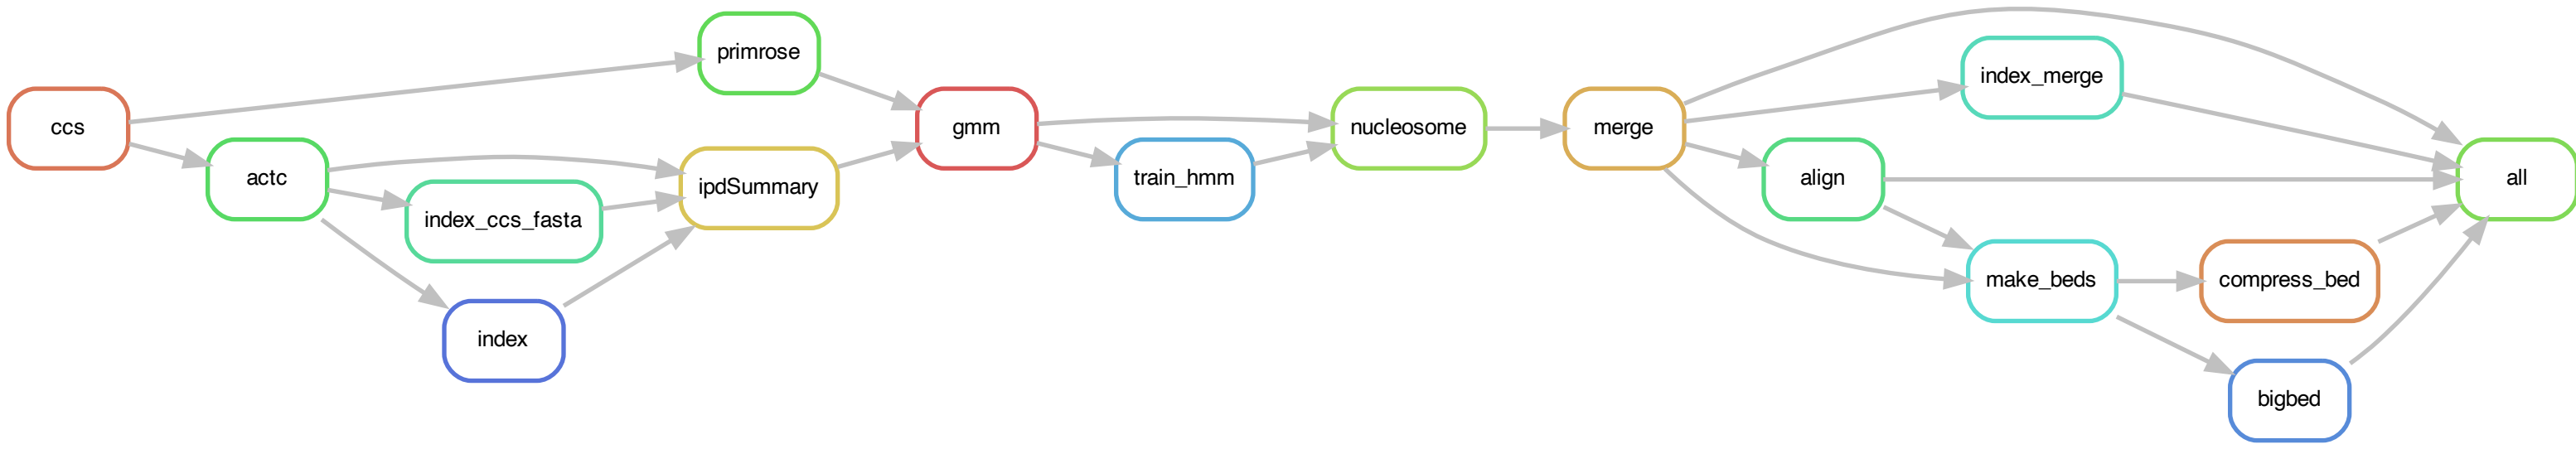 ccs
primrose
actc
index_ccs_fasta
index
ipdSummary
gmm
train_hmm
nucleosome
merge
index_merge
align
make_beds
compress_bed
bigbed
all